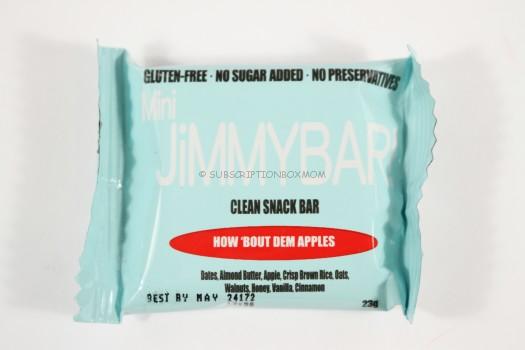 GLUTEN-FREE · NO SUGAR ADDED · NO PRESERVATIVES
Mini
JiMMYBAR!
© SUBSCRIPTIONBOXMOM
CLEAN SNACK BAR
HOW 'BOUT DEM APPLES
Dates, Almond Butter, Apple, Crisp Brown Rice, Oats,
Walnuts, Honey, Vanilla, Cinnamon
BEST BY MAY 24172
23g